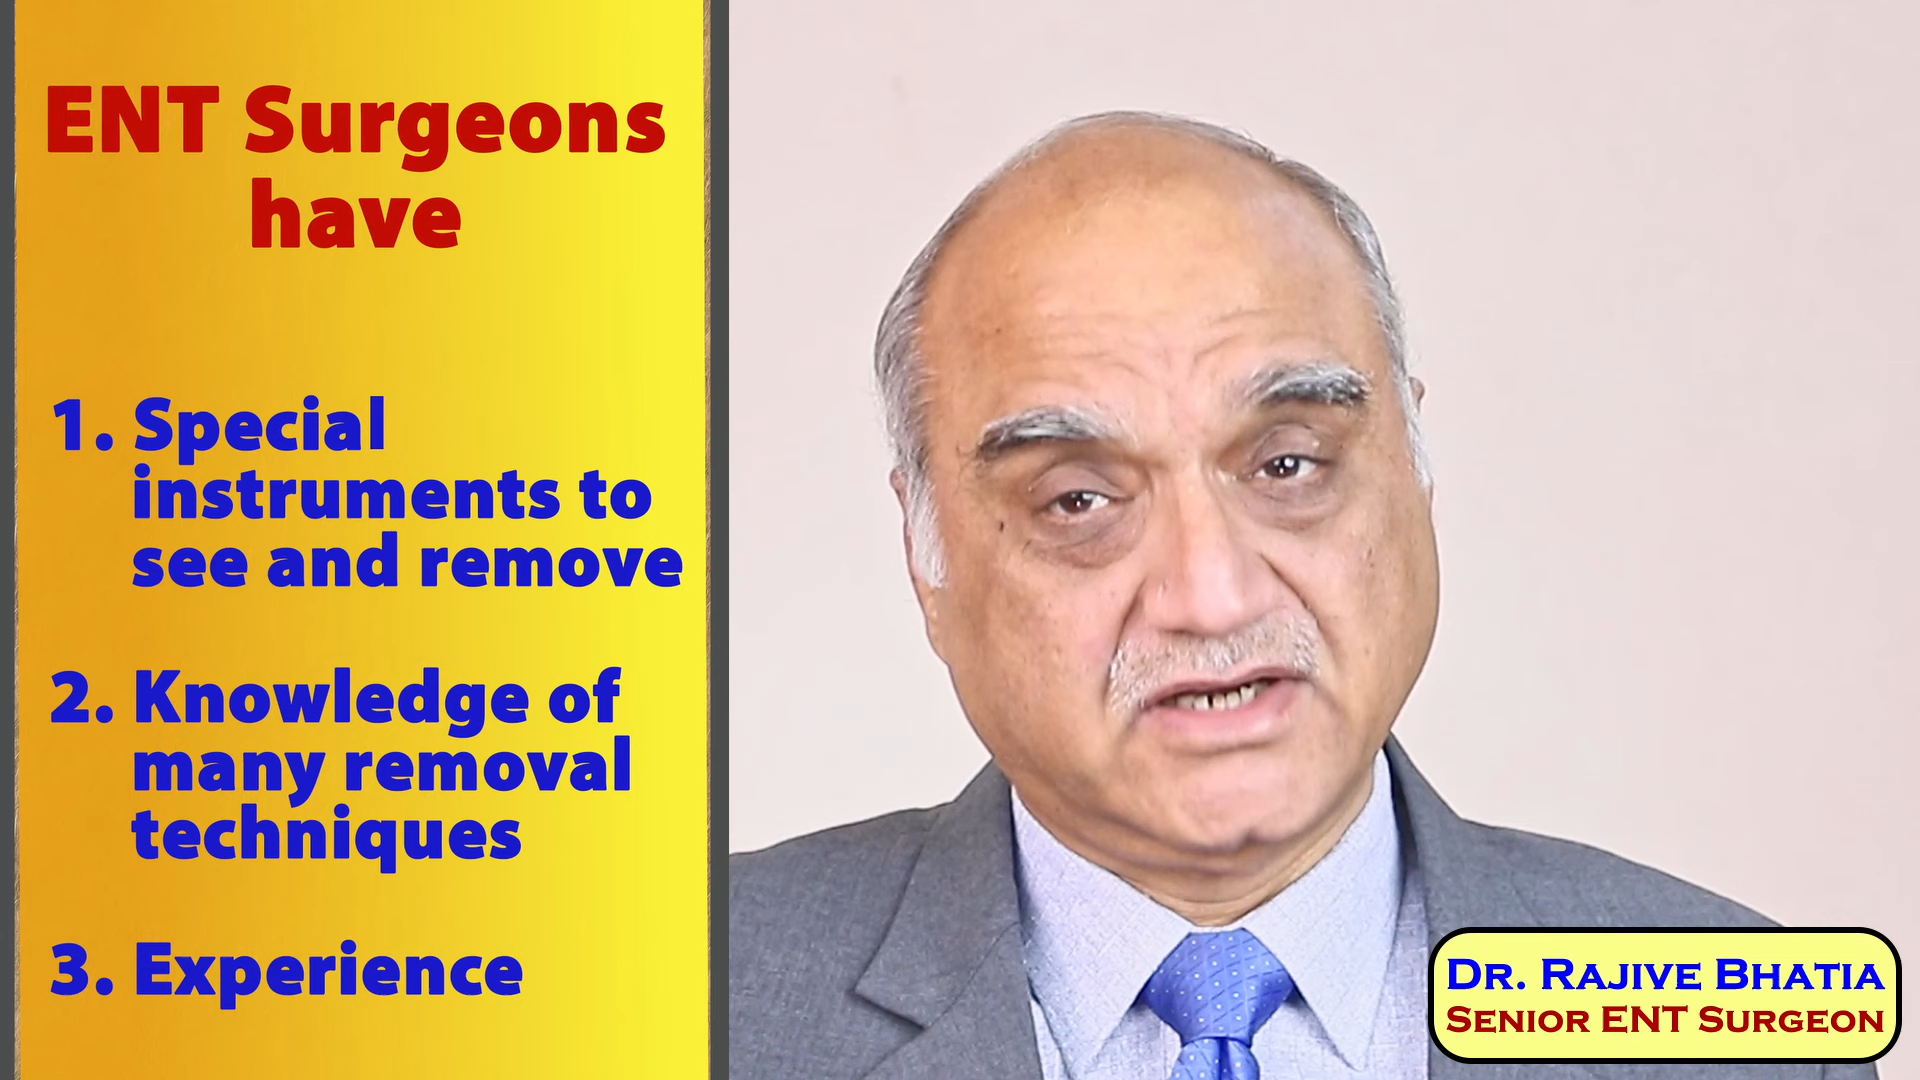 ENT Surgeons
have
1. Special
instruments to
see and remove
2. Knowledge of
many removal
techniques
3. Experience
Dr. Rajive Bhatia
Senior ENT Surgeon